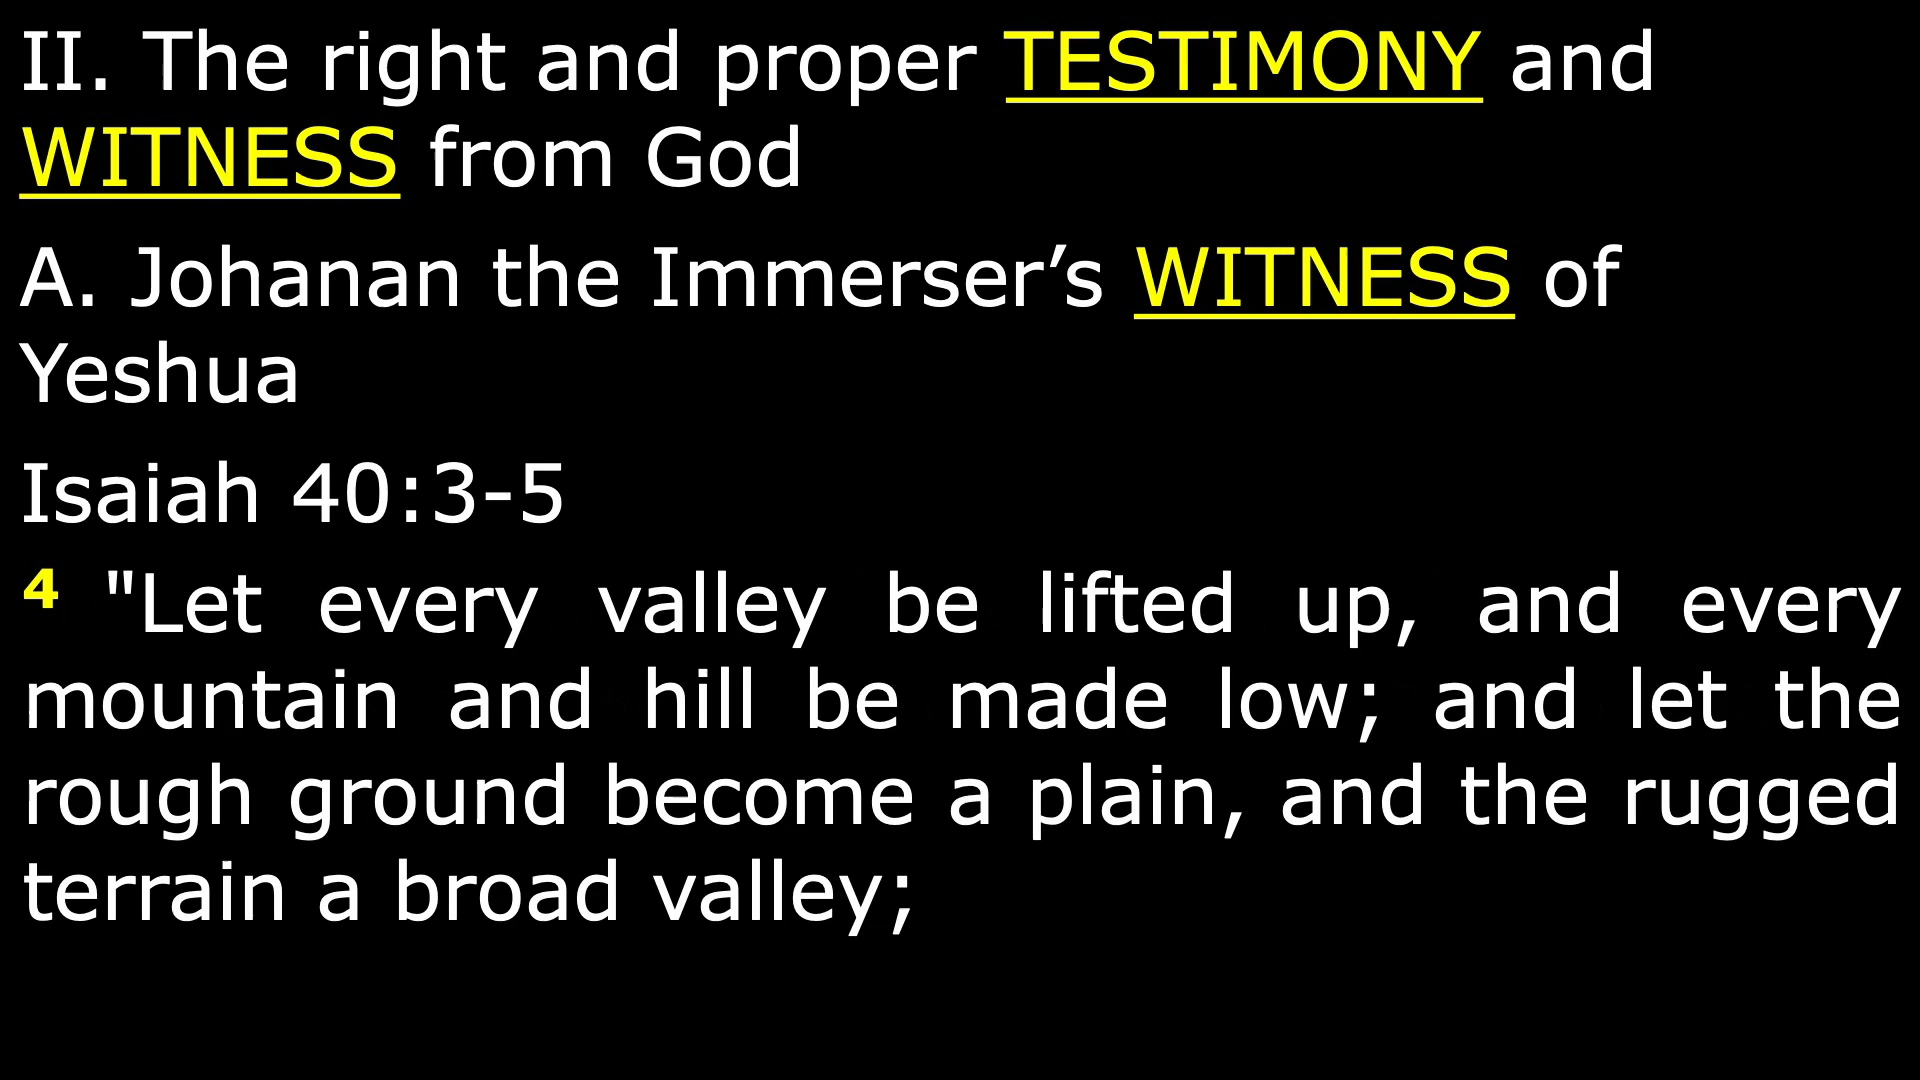 II. The right and proper TESTIMONY and
WITNESS from God
A. Johanan the Immerser’s WITNESS of
Yeshua
Isaiah 40:3-5
4 "Let every valley be lifted up, and every
mountain and hill be made low; and let the
rough ground become a plain, and the rugged
terrain a broad valley;